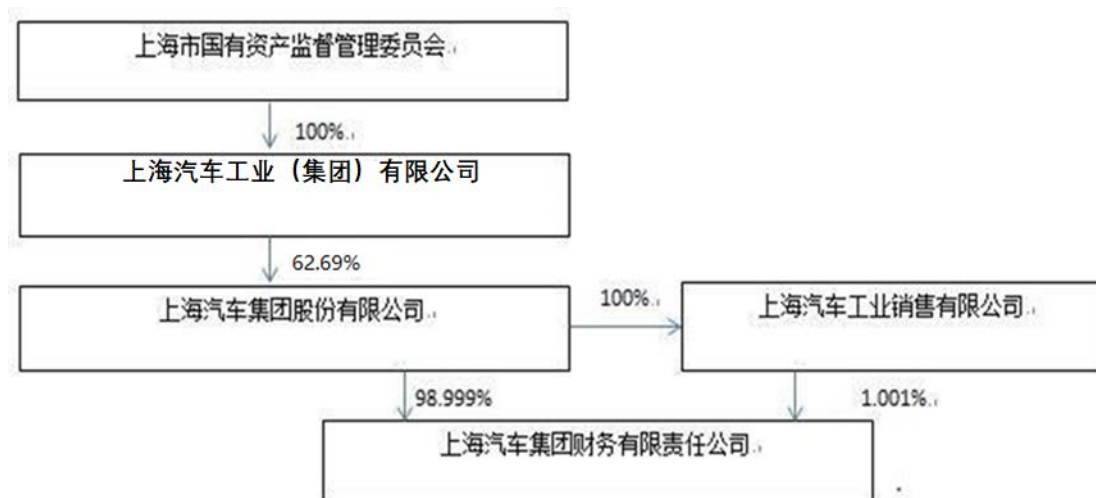 上海市国有资产监督管理委员会
100%
上海汽车工业（集团）有限公司
62.69%
上海汽车集团股份有限公司
100%
上海汽车工业销售有限公司
98.999%
1.001%
上海汽车集团财务有限责任公司